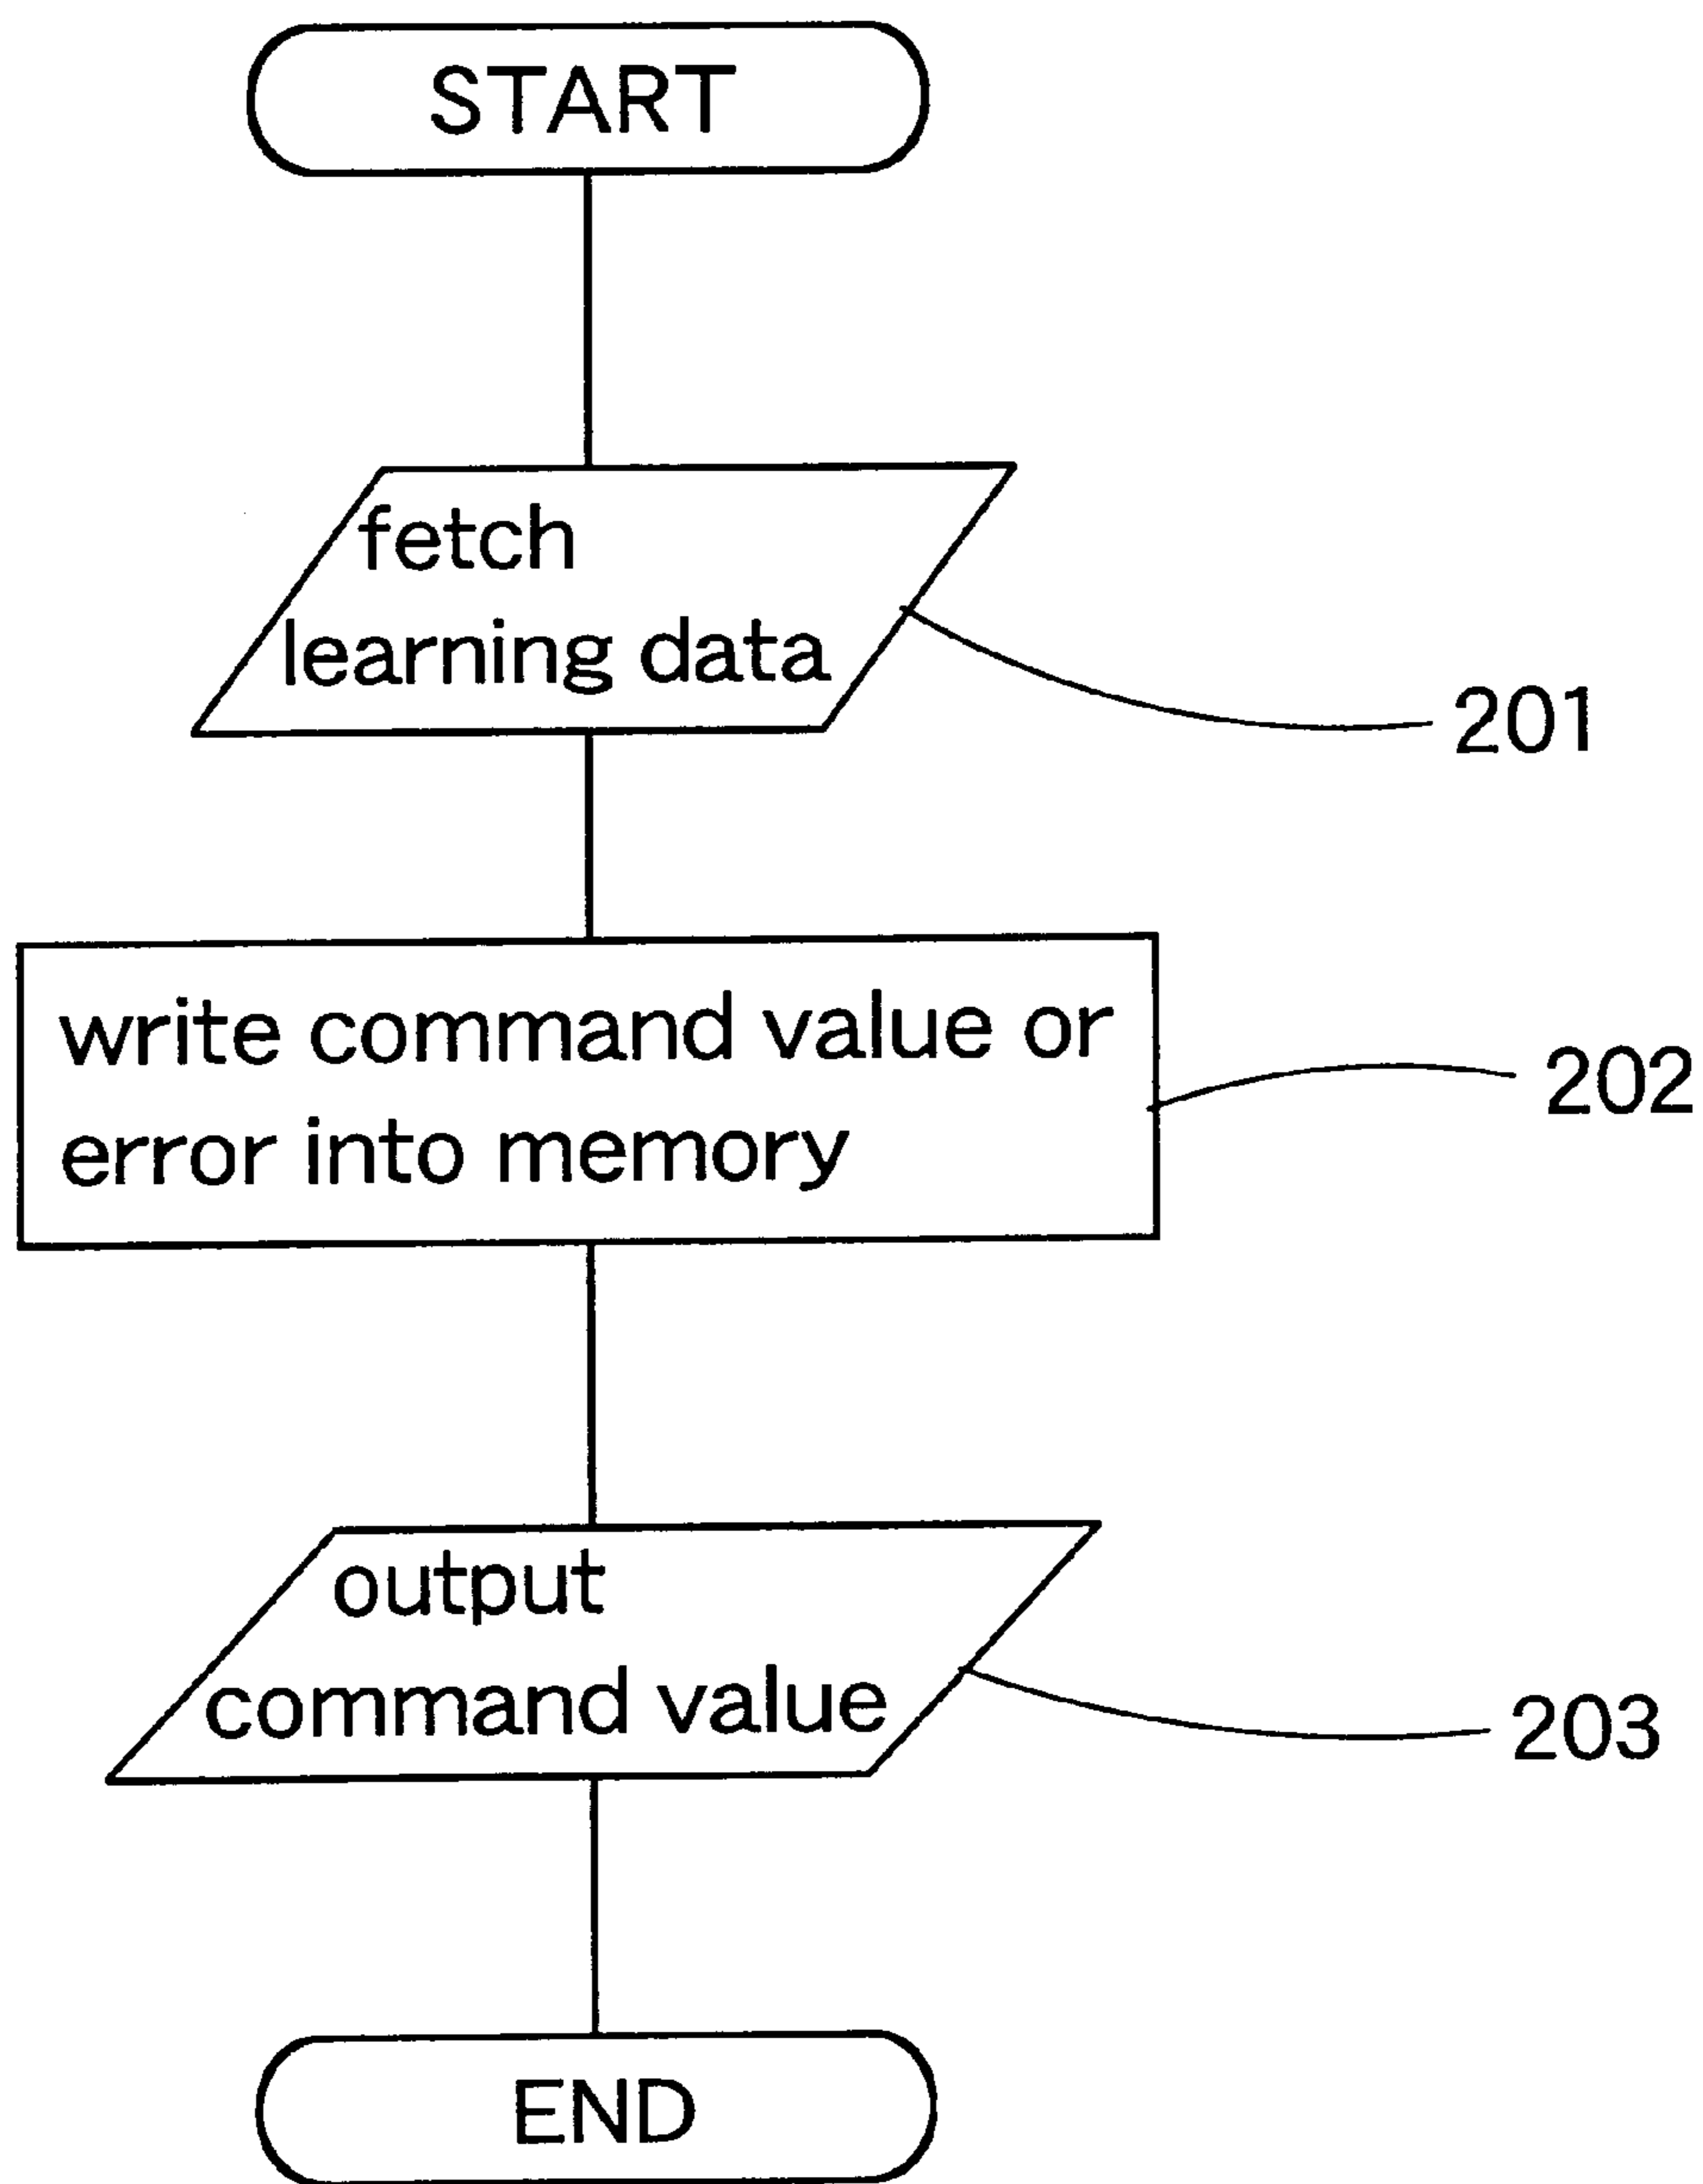 START
fetch
learning data
201
write command value or
error into memory
202
output
command value
203
END